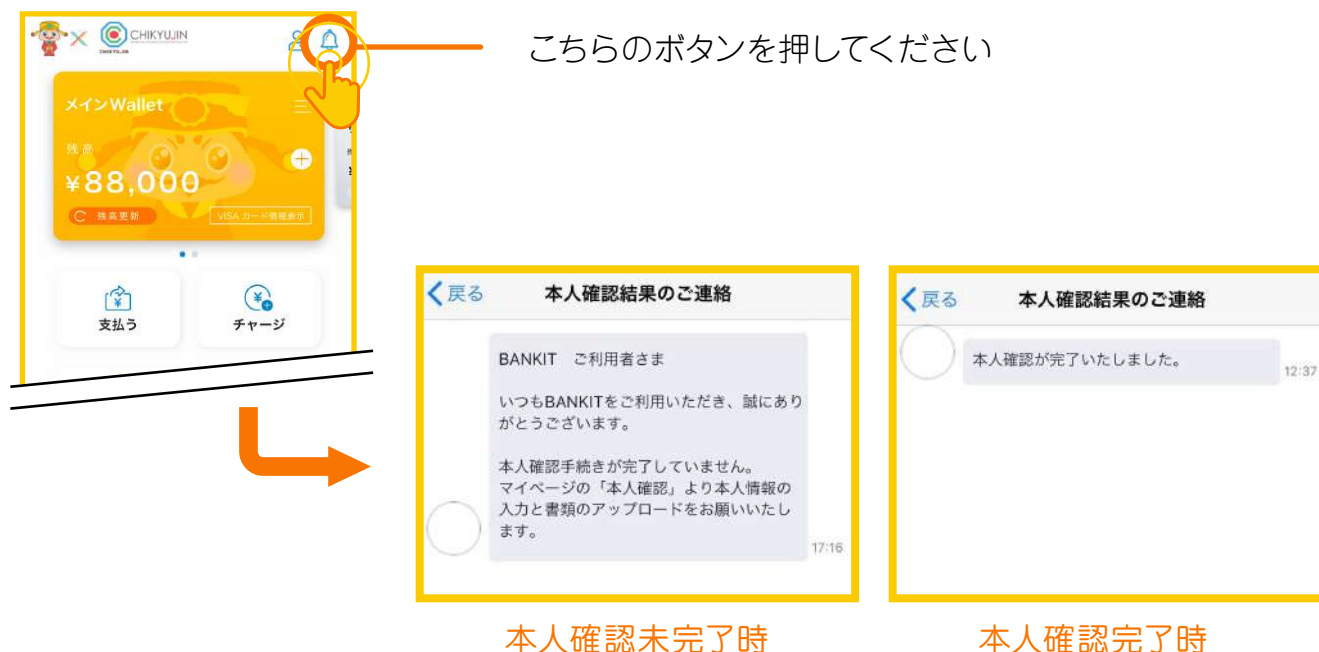 CHIKYUJIN
CHIKYUJIN
こちらのボタンを押してください
メインWallet
残高
¥88,000
残高更新
VISA カード情報表示
支払う
チャージ
戻る
本人確認結果のご連絡
BANKIT ご利用者さま
いつもBANKITをご利用いただき、誠にあり
がとうございます。
本人確認手続きが完了していません。
マイページの「本人確認」より本人情報の
入力と書類のアップロードをお願いいたし
ます。
17:16
本人確認未完了時
戻る
本人確認結果のご連絡
本人確認が完了いたしました。
12:37
本人確認完了時